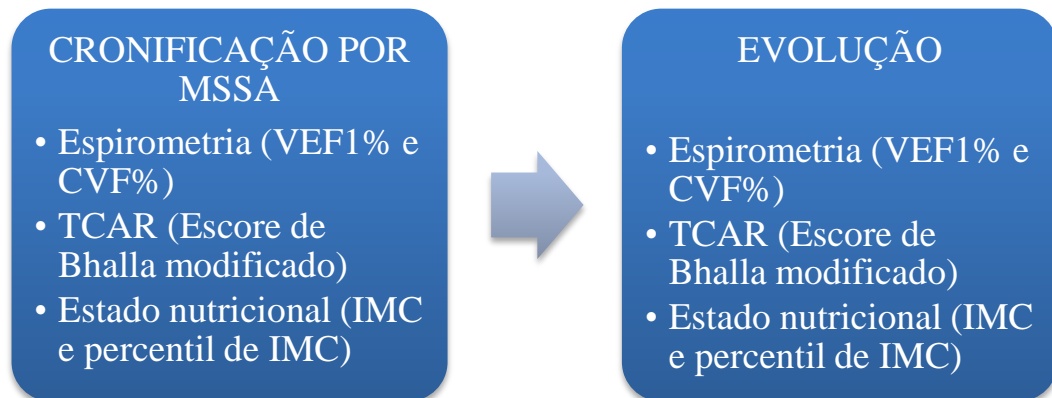 CRONIFICAÇÃO POR
MSSA
• Espirometria (VEF1% e
CVF%)
• TCAR (Escore de
Bhalla modificado)
• Estado nutricional (IMC
e percentil de IMC)
EVOLUÇÃO
• Espirometria (VEF1% e
CVF%)
• TCAR (Escore de
Bhalla modificado)
• Estado nutricional (IMC
e percentil de IMC)